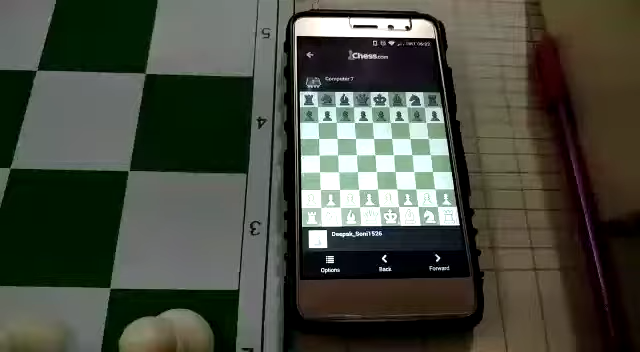 Chess.com
Computer 7
Deepak_Soni1526
Options
Back
Forward
5
4
3